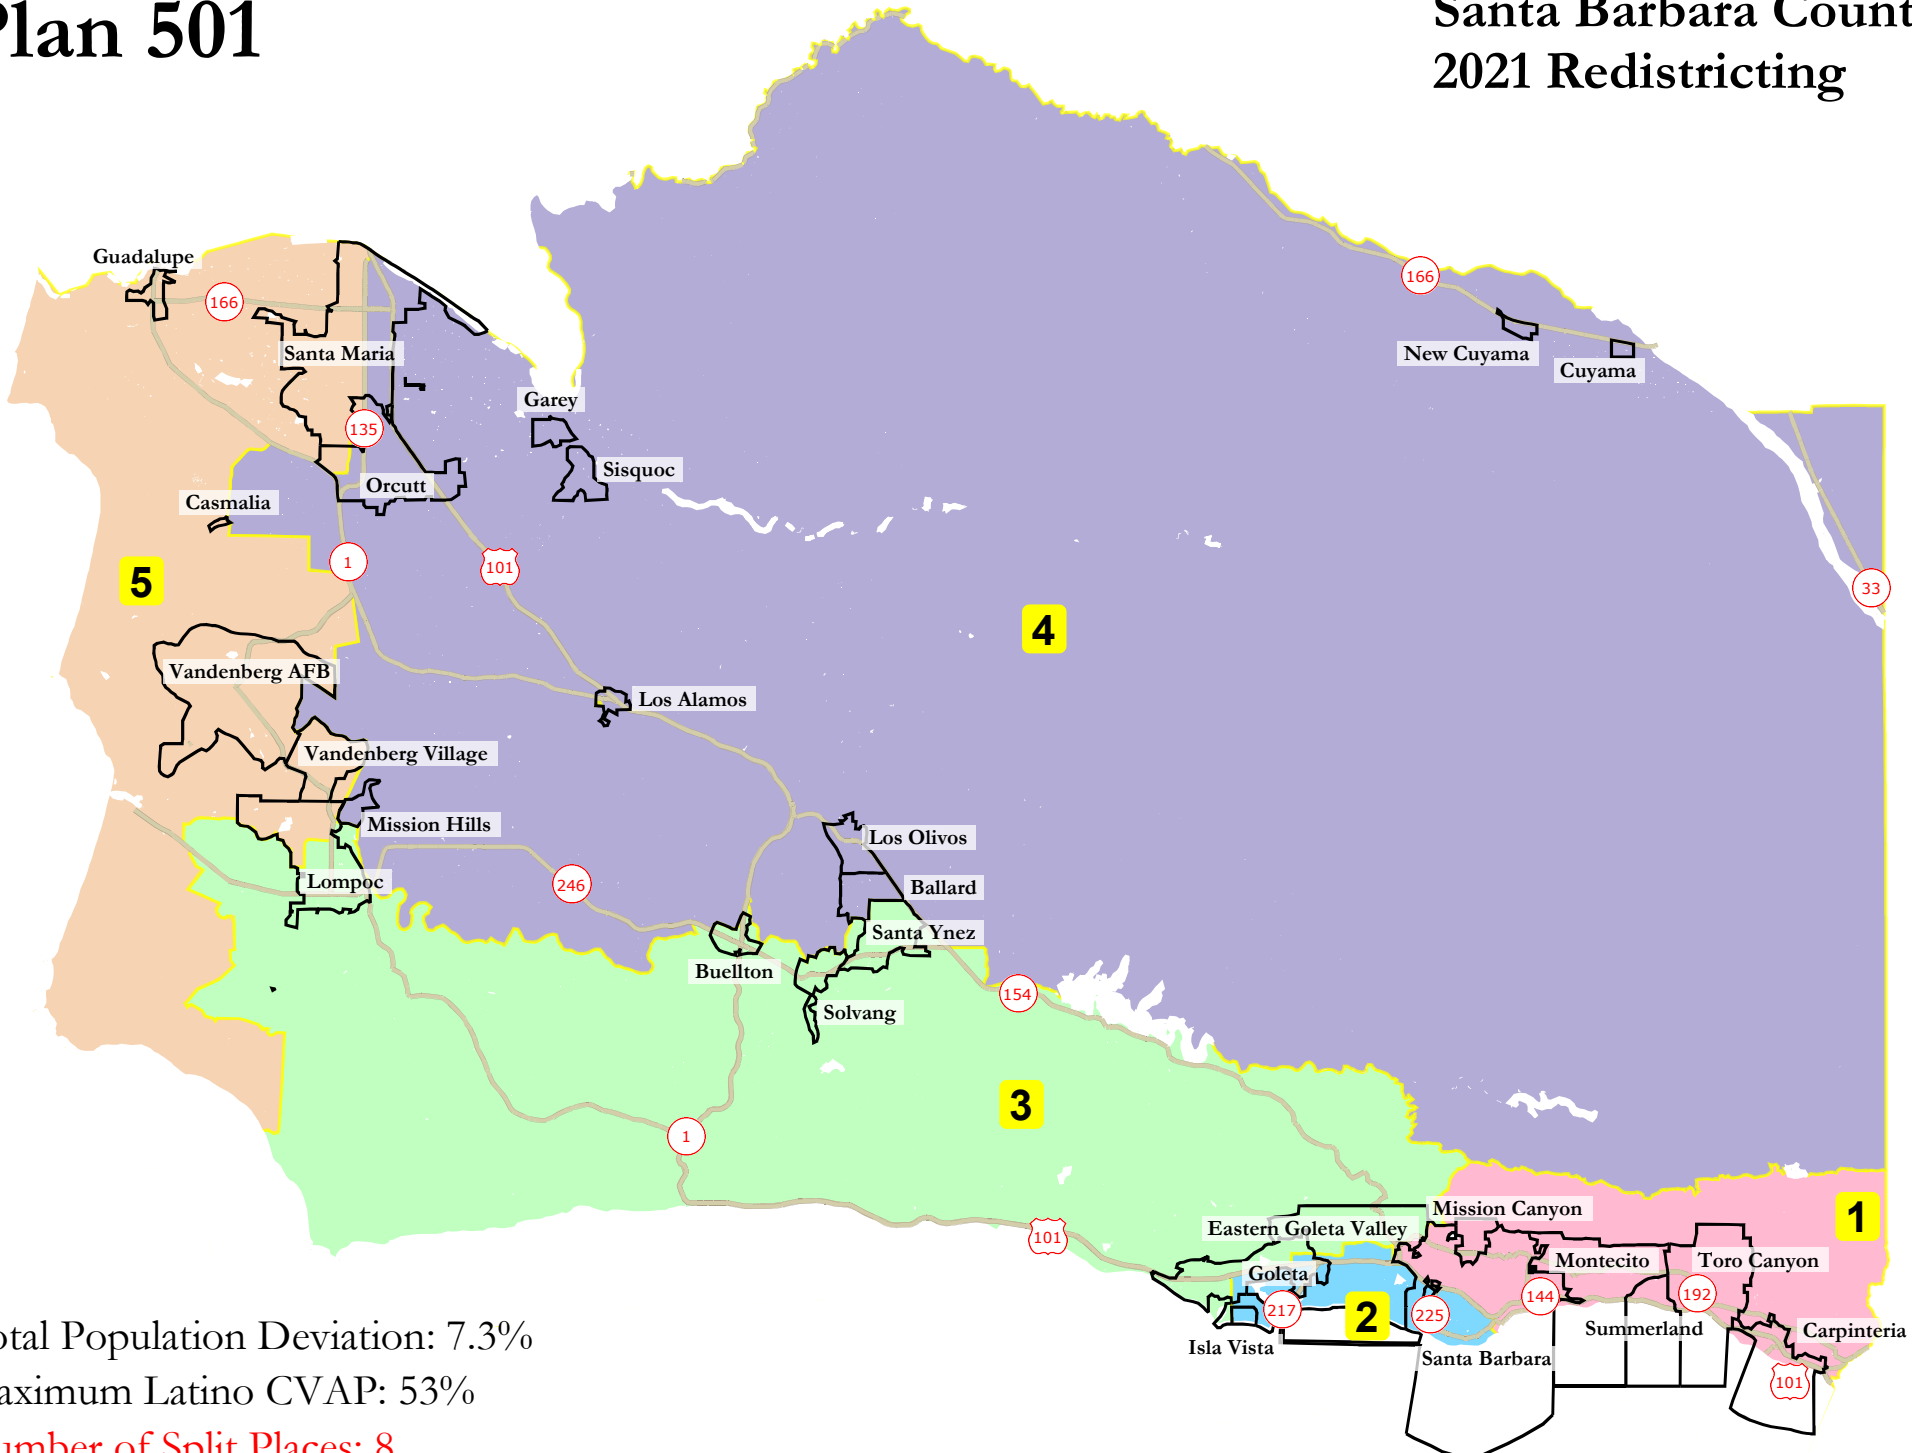 Plan 501
Santa Barbara Count
2021 Redistricting
Guadalupe
166
166
Santa Maria
New Cuyama
Cuyama
Garey
135
Sisquoc
Orcutt
Casmalia
1
101
5
33
4
Vandenberg AFB
Los Alamos
Vandenberg Village
Mission Hills
Los Olivos
Lompoc
246
Ballard
Santa Ynez
Buellton
154
Solvang
3
1
Mission Canyon
1
Eastern Goleta Valley
101
Montecito
Toro Canyon
Goleta
217
2
225
144
192
Summerland
Carpinteria
Isla Vista
Santa Barbara
101
otal Population Deviation: 7.3%
aximum Latino CVAP: 53%
umber of Split Places: 8